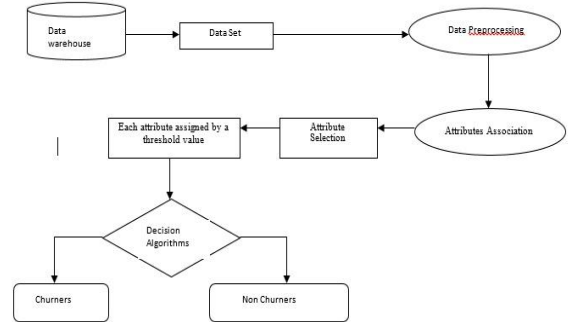 Data
warehouse
Data Set
Data Preprocessing
Each attribute assigned by a
threshold value
Attribute
Selection
Attributes Association
Decision
Algorithms
Churners
Non Churners